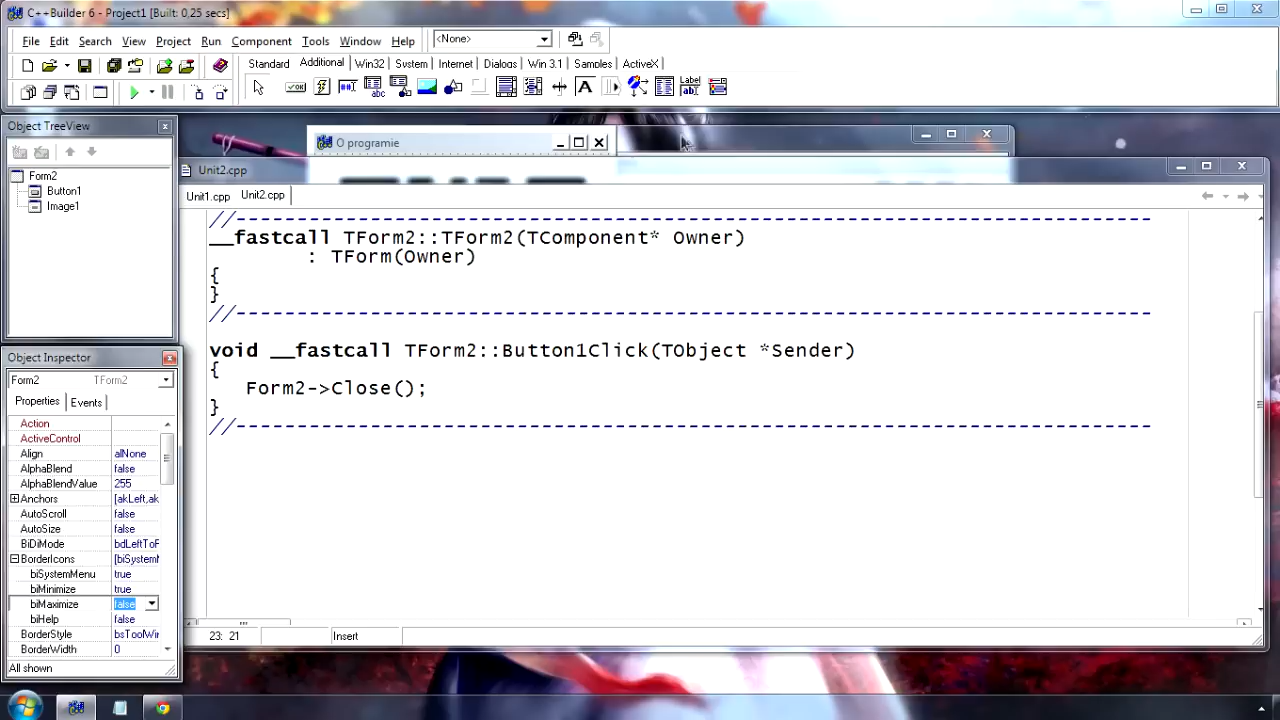 C++Builder 6 - Project1 [Built: 0,25 secs]
File Edit Search View Project Run Component Tools Window Help <None>
Standard Additional Win32 System Internet Dialogs Win 3.1 Samples ActiveX
OK abc A Label abI
Object TreeView
Form2
Button1
Image1
O programie
Unit2.cpp
Unit1.cpp Unit2.cpp
//---------------------------------------------------------------------------
__fastcall TForm2::TForm2(TComponent* Owner)
: TForm(Owner)
{
}
//---------------------------------------------------------------------------
void __fastcall TForm2::Button1Click(TObject *Sender)
{
Form2->Close();
}
//---------------------------------------------------------------------------
23: 21 Insert
Object Inspector
Form2 TForm2
Properties Events
Action
ActiveControl
Align alNone
AlphaBlend false
AlphaBlendValue 255
Anchors [akLeft,ak
AutoScroll false
AutoSize false
BiDiMode bdLeftToF
BorderIcons [biSystemM
biSystemMenu true
biMinimize true
biMaximize false
biHelp false
BorderStyle bsToolWir
BorderWidth 0
All shown